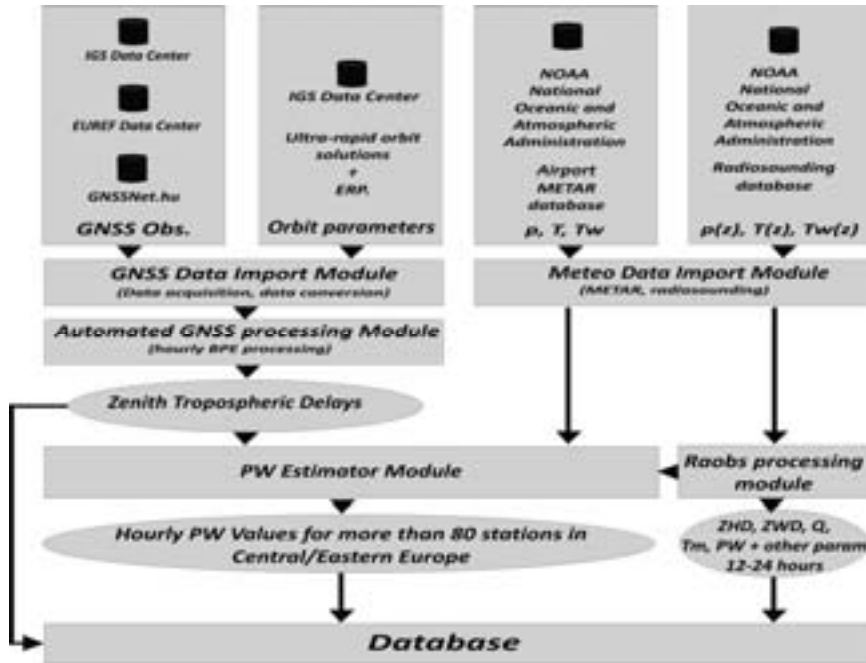 IGS Data Center
EUREF Data Center
GNSSNet.hu
GNSS Obs.
IGS Data Center
Ultra-rapid orbit
solutions
+
ERP.
Orbit parameters
NOAA
National
Oceanic and
Atmospheric
Administration
Airport
METAR
database
p, T, Tw
NOAA
National
Oceanic and
Atmospheric
Administration
Radiosounding
database
p(z), T(z), Tw(z)
GNSS Data Import Module
(Data acquisition, data conversion)
Meteo Data Import Module
(METAR, radiosounding)
Automated GNSS processing Module
(hourly BPE processing)
Zenith Tropospheric Delays
PW Estimator Module
Raobs processing
module
Hourly PW Values for more than 80 stations in
Central/Eastern Europe
ZHD, ZWD, Q,
Tm, PW + other param
12-24 hours
Database